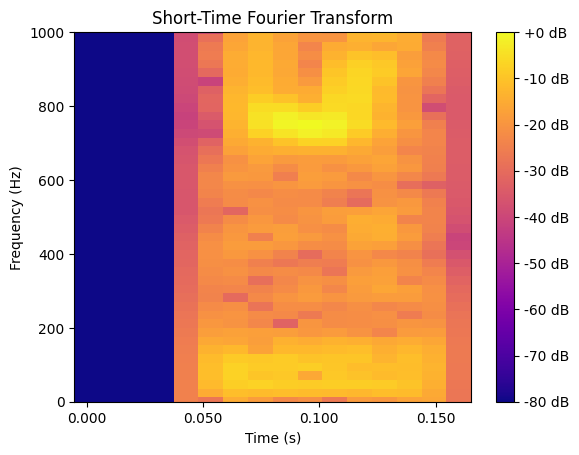 Short-Time Fourier Transform
1000
800
600
400
200
0
Frequency (Hz)
0.000
0.050
0.100
0.150
Time (s)
+0 dB
-10 dB
-20 dB
-30 dB
-40 dB
-50 dB
-60 dB
-70 dB
-80 dB